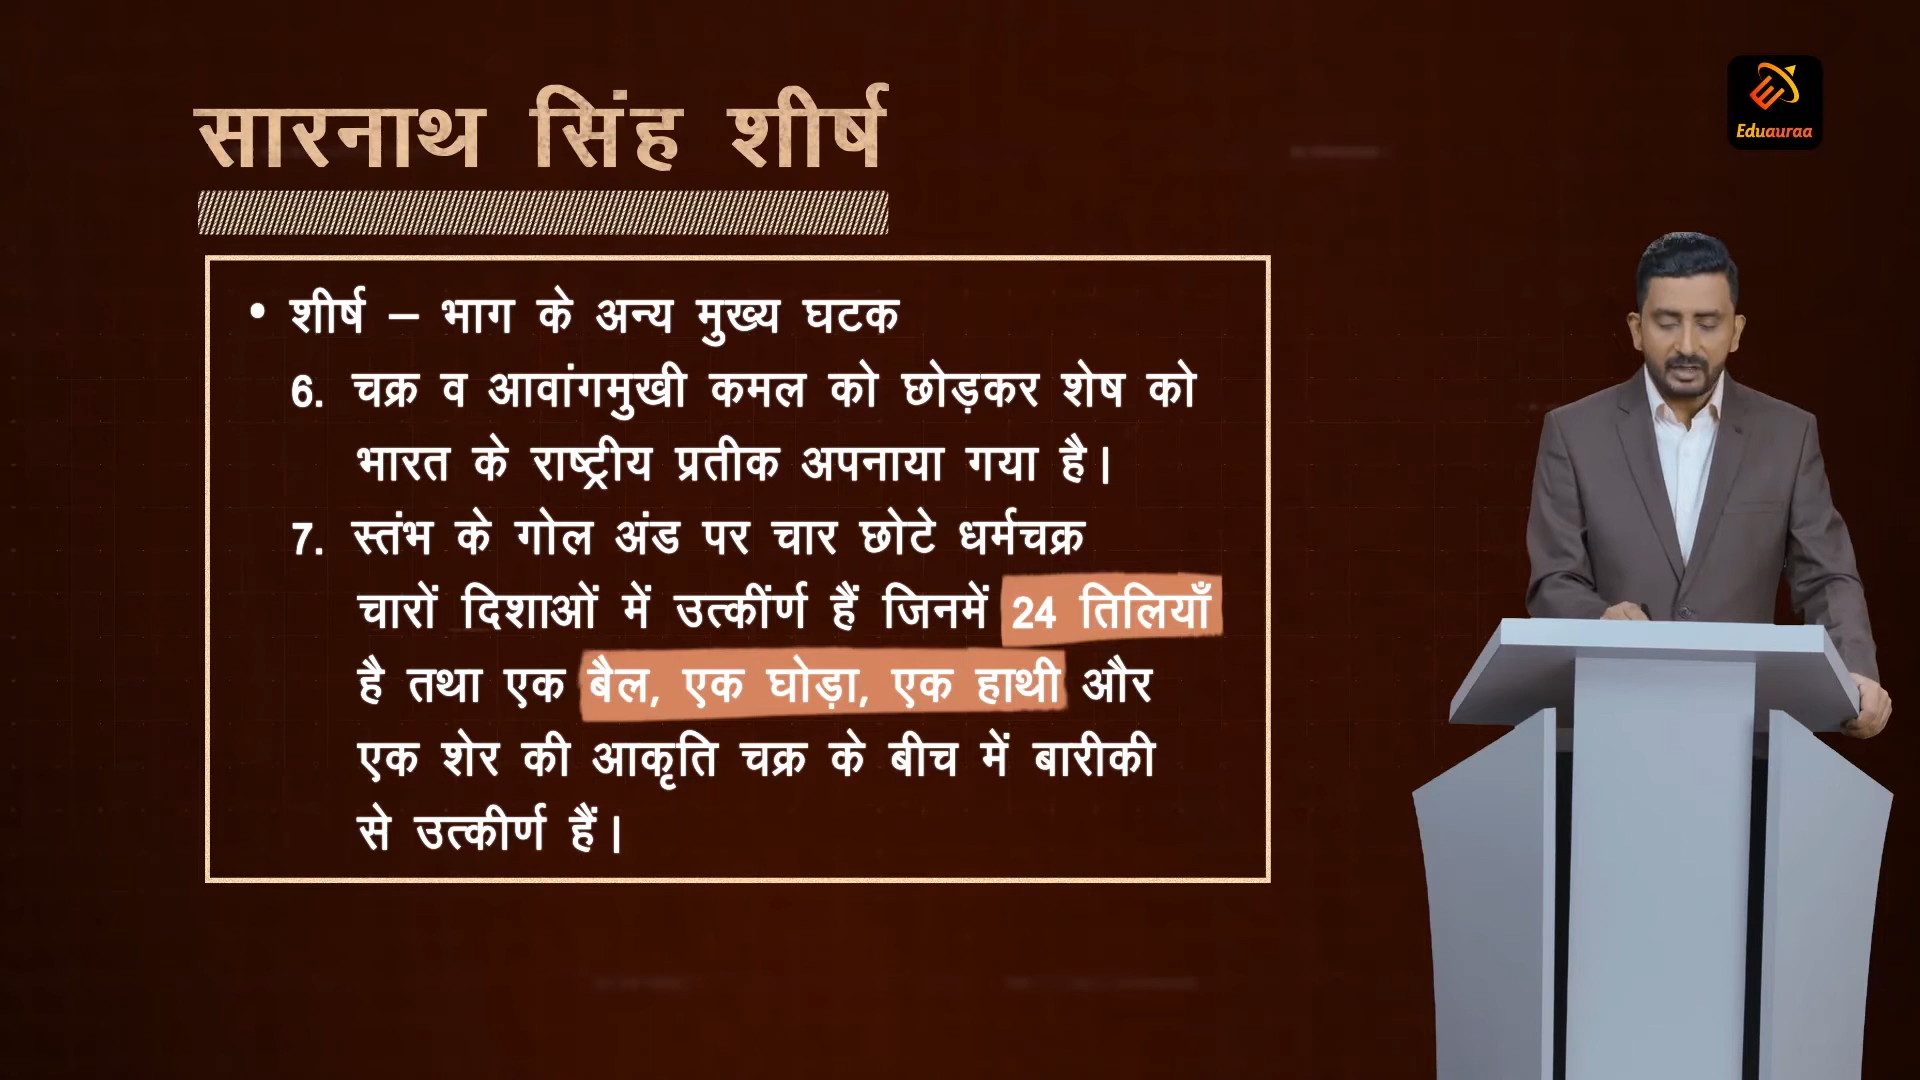 सारनाथ सिंह शीर्ष
Eduauraa
• शीर्ष – भाग के अन्य मुख्य घटक
6. चक्र व आवांगमुखी कमल को छोड़कर शेष को
भारत के राष्ट्रीय प्रतीक अपनाया गया है।
7. स्तंभ के गोल अंड पर चार छोटे धर्मचक्र
चारों दिशाओं में उत्कींर्ण हैं जिनमें 24 तिलियाँ
है तथा एक बैल, एक घोड़ा, एक हाथी और
एक शेर की आकृति चक्र के बीच में बारीकी
से उत्कीर्ण हैं।